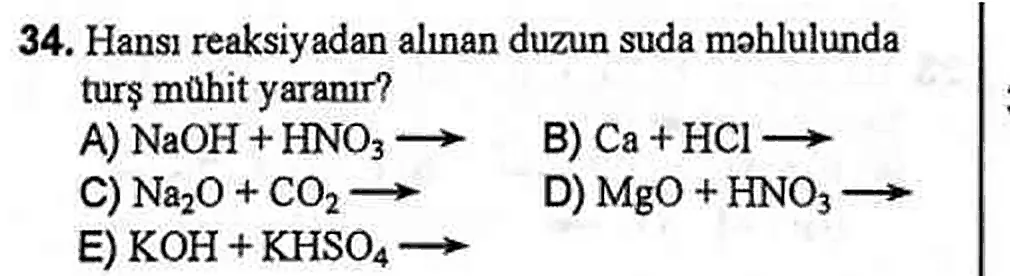 34. Hansı reaksiyadan alınan duzun suda məhlulunda
turş mühit yaranır?
A) NaOH + HNO₃ ⟶ B) Ca + HCl ⟶
C) Na₂O + CO₂ ⟶ D) MgO + HNO₃ ⟶
E) KOH + KHSO₄ ⟶